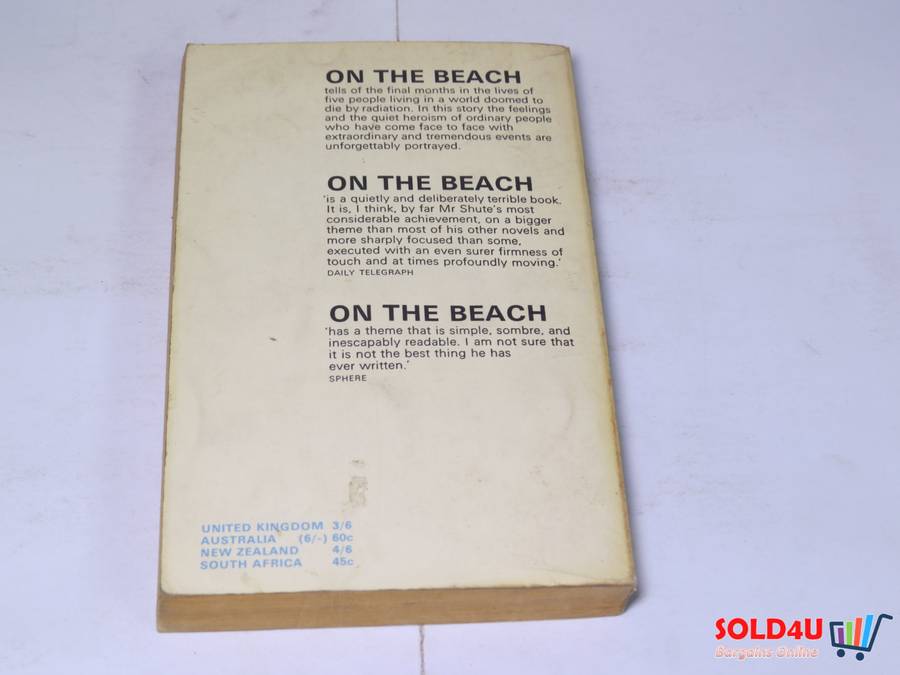 ON THE BEACH
tells of the final months in the lives of
five people living in a world doomed to
die by radiation. In this story the feelings
and the quiet heroism of ordinary people
who have come face to face with
extraordinary and tremendous events are
unforgettably portrayed.
ON THE BEACH
'is a quietly and deliberately terrible book.
It is, I think, by far Mr Shute's most
considerable achievement, on a bigger
theme than most of his other novels and
more sharply focused than some,
executed with an even surer firmness of
touch and at times profoundly moving.'
DAILY TELEGRAPH
ON THE BEACH
'has a theme that is simple, sombre, and
inescapably readable. I am not sure that
it is not the best thing he has
ever written.'
SPHERE
UNITED KINGDOM 3/6
AUSTRALIA (6/-) 60c
NEW ZEALAND 4/6
SOUTH AFRICA 45c
SOLD4U
Bargains Online